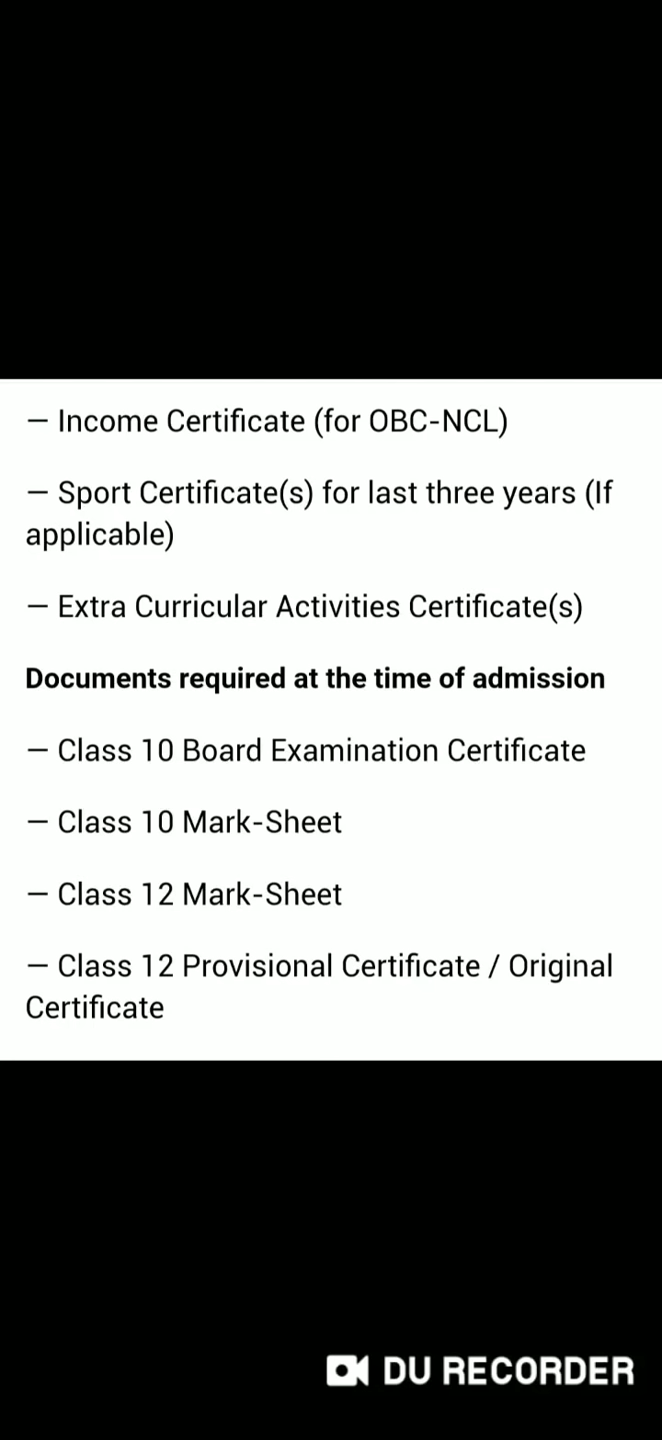 — Income Certificate (for OBC-NCL)
— Sport Certificate(s) for last three years (If
applicable)
— Extra Curricular Activities Certificate(s)
Documents required at the time of admission
— Class 10 Board Examination Certificate
— Class 10 Mark-Sheet
— Class 12 Mark-Sheet
— Class 12 Provisional Certificate / Original
Certificate
DU RECORDER